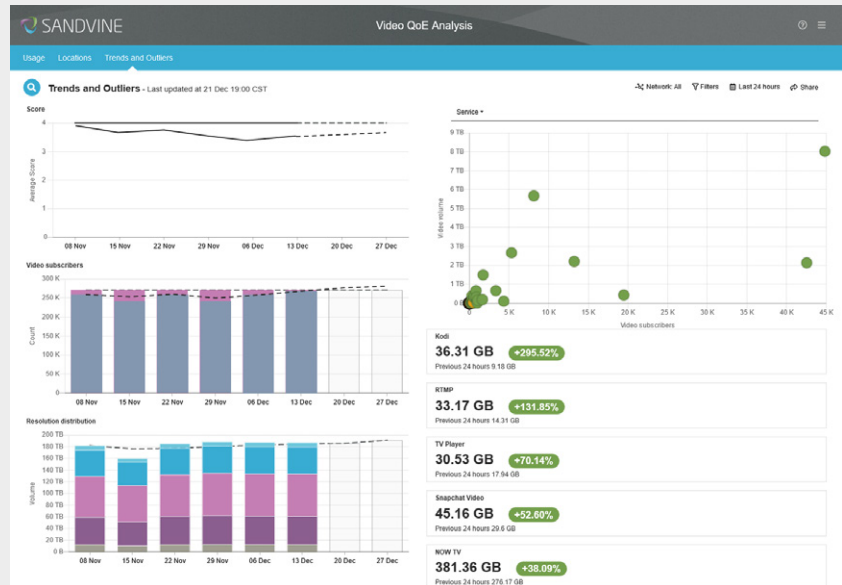 SANDVINE
Video QoE Analysis
Usage Locations Trends and Outliers
Trends and Outliers - Last updated at 21 Dec 19:00 CST
Network: All Filters Last 24 hours Share
Score
Average Score
4
3
2
1
0
08 Nov 15 Nov 22 Nov 29 Nov 06 Dec 13 Dec 20 Dec 27 Dec
Video subscribers
Count
300 K
250 K
200 K
150 K
100 K
50 K
0
08 Nov 15 Nov 22 Nov 29 Nov 06 Dec 13 Dec 20 Dec 27 Dec
Resolution distribution
Volume
200 TB
180 TB
160 TB
140 TB
120 TB
100 TB
80 TB
60 TB
40 TB
20 TB
0 B
08 Nov 15 Nov 22 Nov 29 Nov 06 Dec 13 Dec 20 Dec 27 Dec
Service
Video volume
9 TB
8 TB
7 TB
6 TB
5 TB
4 TB
3 TB
2 TB
1 TB
0 B
0 5 K 10 K 15 K 20 K 25 K 30 K 35 K 40 K 45 K
Video subscribers
Kodi
36.31 GB +295.52%
Previous 24 hours 9.18 GB
RTMP
33.17 GB +131.85%
Previous 24 hours 14.31 GB
TV Player
30.53 GB +70.14%
Previous 24 hours 17.94 GB
Snapchat Video
45.16 GB +52.60%
Previous 24 hours 29.6 GB
NOW TV
381.36 GB +38.09%
Previous 24 hours 276.17 GB